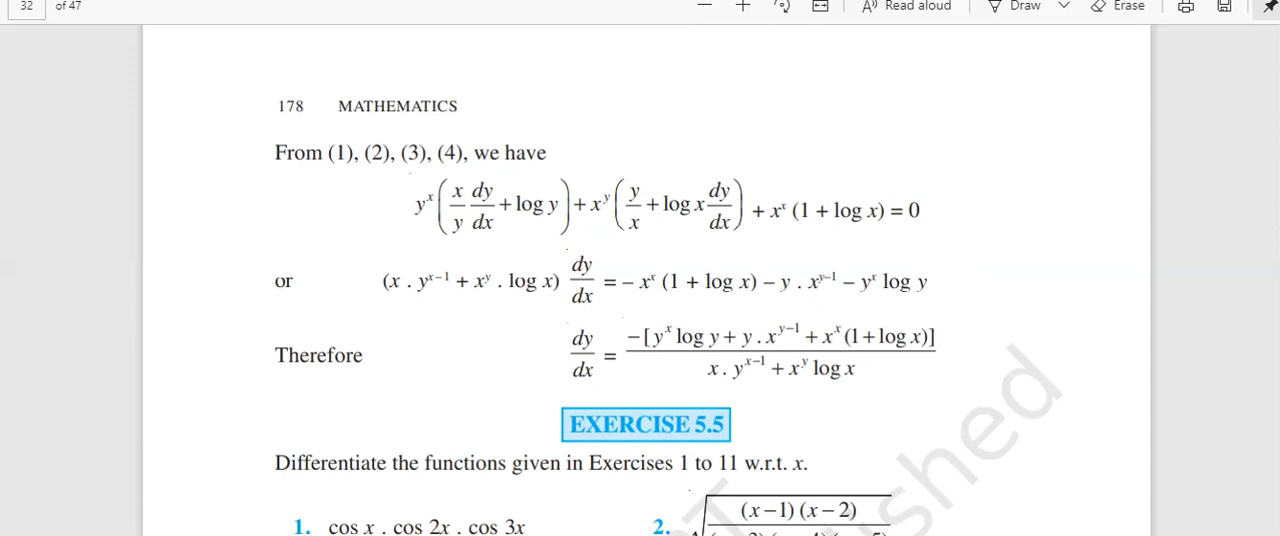 32 of 47 Read aloud Draw Erase
178 MATHEMATICS
From (1), (2), (3), (4), we have
y^x (x/y dy/dx + log y) + x^y (y/x + log x dy/dx) + x^x (1 + log x) = 0
or (x . y^(x–1) + x^y . log x) dy/dx = – x^x (1 + log x) – y . x^(y–1) – y^x log y
Therefore dy/dx = –[y^x log y + y . x^(y–1) + x^x (1 + log x)] / (x . y^(x–1) + x^y log x)
EXERCISE 5.5
Differentiate the functions given in Exercises 1 to 11 w.r.t. x.
1. cos x . cos 2x . cos 3x 2. √ (x – 1) (x – 2)